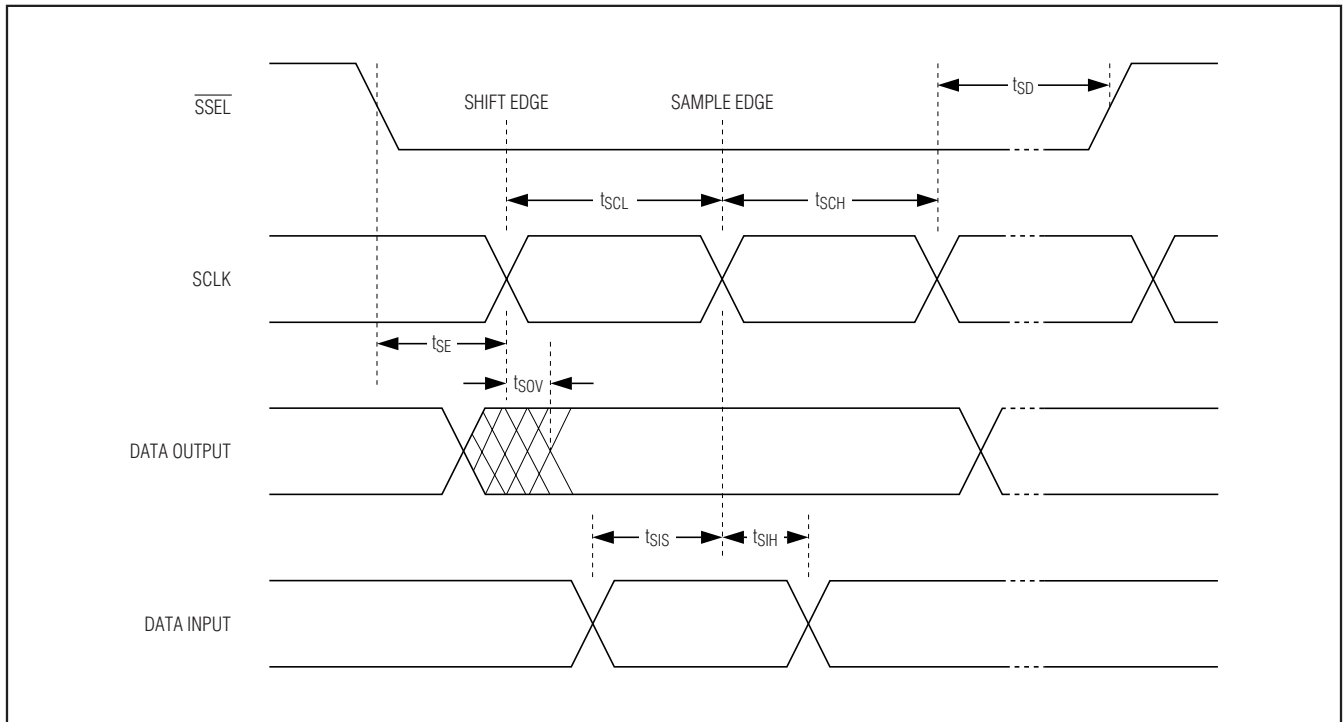 SSEL
SHIFT EDGE
SAMPLE EDGE
tSD
tSCL
tSCH
SCLK
tSE
tSOV
DATA OUTPUT
tSIS
tSIH
DATA INPUT